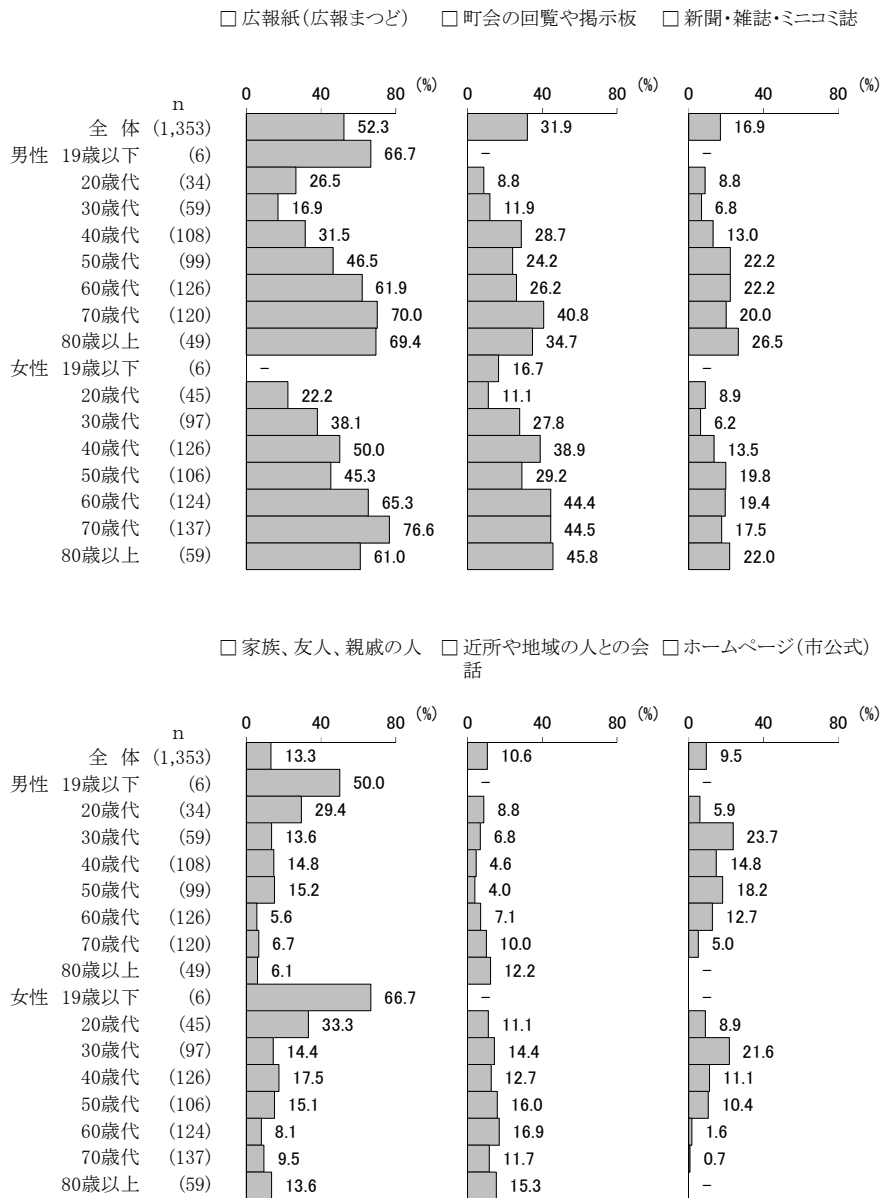 □ 広報紙（広報まつど） □ 町会の回覧や掲示板 □ 新聞・雑誌・ミニコミ誌
0 40 80 (%) 0 40 80 (%) 0 40 80 (%)
n
全 体 (1,353) 52.3 31.9 16.9
男性 19歳以下 (6) 66.7 － －
20歳代 (34) 26.5 8.8 8.8
30歳代 (59) 16.9 11.9 6.8
40歳代 (108) 31.5 28.7 13.0
50歳代 (99) 46.5 24.2 22.2
60歳代 (126) 61.9 26.2 22.2
70歳代 (120) 70.0 40.8 20.0
80歳以上 (49) 69.4 34.7 26.5
女性 19歳以下 (6) － 16.7 －
20歳代 (45) 22.2 11.1 8.9
30歳代 (97) 38.1 27.8 6.2
40歳代 (126) 50.0 38.9 13.5
50歳代 (106) 45.3 29.2 19.8
60歳代 (124) 65.3 44.4 19.4
70歳代 (137) 76.6 44.5 17.5
80歳以上 (59) 61.0 45.8 22.0
□ 家族、友人、親戚の人 □ 近所や地域の人との会 □ ホームページ（市公式）
話
0 40 80 (%) 0 40 80 (%) 0 40 80 (%)
n
全 体 (1,353) 13.3 10.6 9.5
男性 19歳以下 (6) 50.0 － －
20歳代 (34) 29.4 8.8 5.9
30歳代 (59) 13.6 6.8 23.7
40歳代 (108) 14.8 4.6 14.8
50歳代 (99) 15.2 4.0 18.2
60歳代 (126) 5.6 7.1 12.7
70歳代 (120) 6.7 10.0 5.0
80歳以上 (49) 6.1 12.2 －
女性 19歳以下 (6) 66.7 － －
20歳代 (45) 33.3 11.1 8.9
30歳代 (97) 14.4 14.4 21.6
40歳代 (126) 17.5 12.7 11.1
50歳代 (106) 15.1 16.0 10.4
60歳代 (124) 8.1 16.9 1.6
70歳代 (137) 9.5 11.7 0.7
80歳以上 (59) 13.6 15.3 －